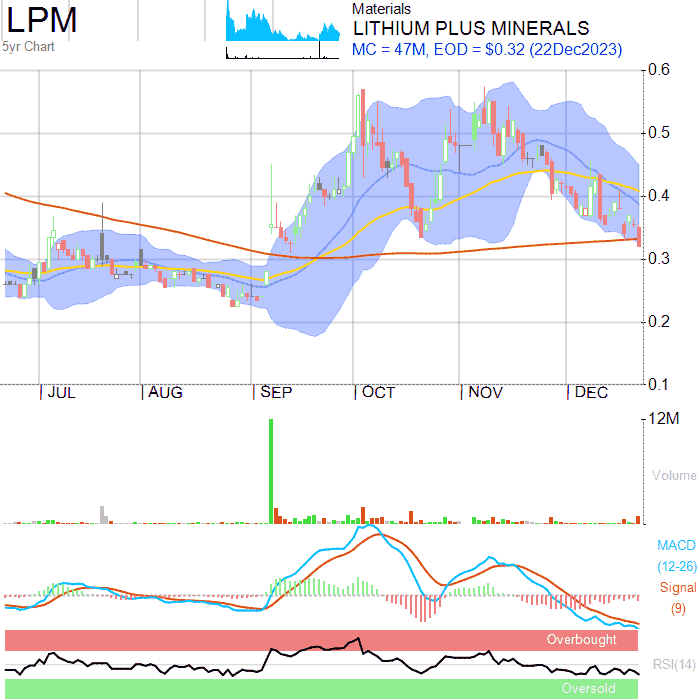 LPM
5yr Chart
Materials
LITHIUM PLUS MINERALS
MC = 47M, EOD = $0.32 (22Dec2023)
0.6
0.5
0.4
0.3
0.2
0.1
JUL AUG SEP OCT NOV DEC
12M
Volume
MACD
(12-26)
Signal
(9)
Overbought
RSI(14)
Oversold